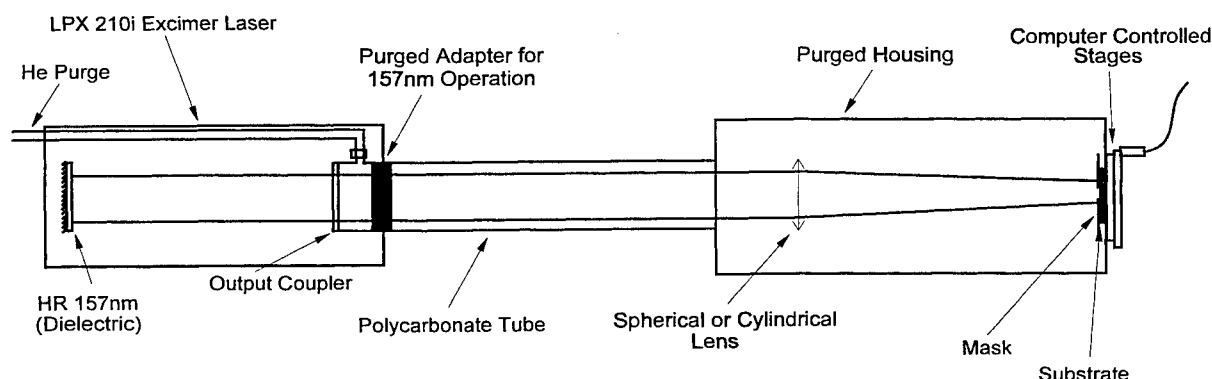 LPX 210i Excimer Laser
He Purge
Purged Adapter for
157nm Operation
Purged Housing
Computer Controlled
Stages
Output Coupler
HR 157nm
(Dielectric)
Polycarbonate Tube
Spherical or Cylindrical
Lens
Mask
Substrate